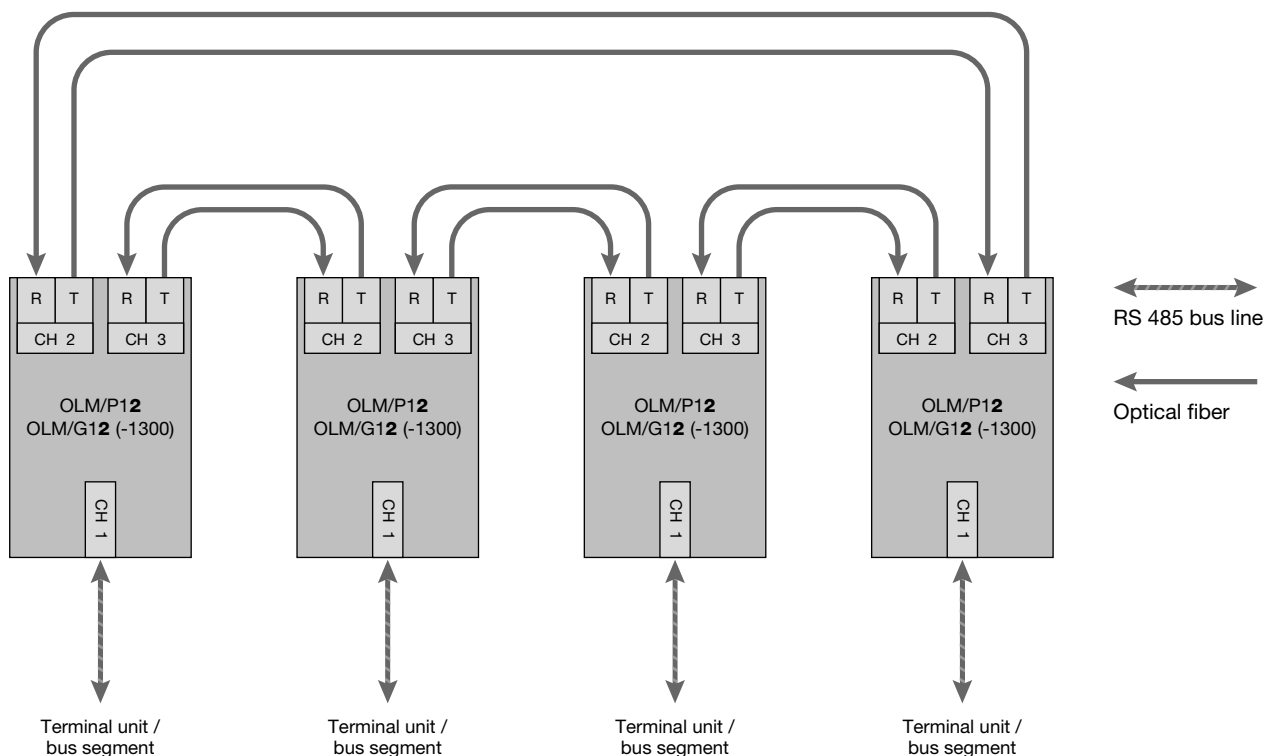 R T R T
CH 2 CH 3
OLM/P12
OLM/G12 (-1300)
CH 1
Terminal unit /
bus segment
R T R T
CH 2 CH 3
OLM/P12
OLM/G12 (-1300)
CH 1
Terminal unit /
bus segment
R T R T
CH 2 CH 3
OLM/P12
OLM/G12 (-1300)
CH 1
Terminal unit /
bus segment
R T R T
CH 2 CH 3
OLM/P12
OLM/G12 (-1300)
CH 1
Terminal unit /
bus segment
RS 485 bus line
Optical fiber